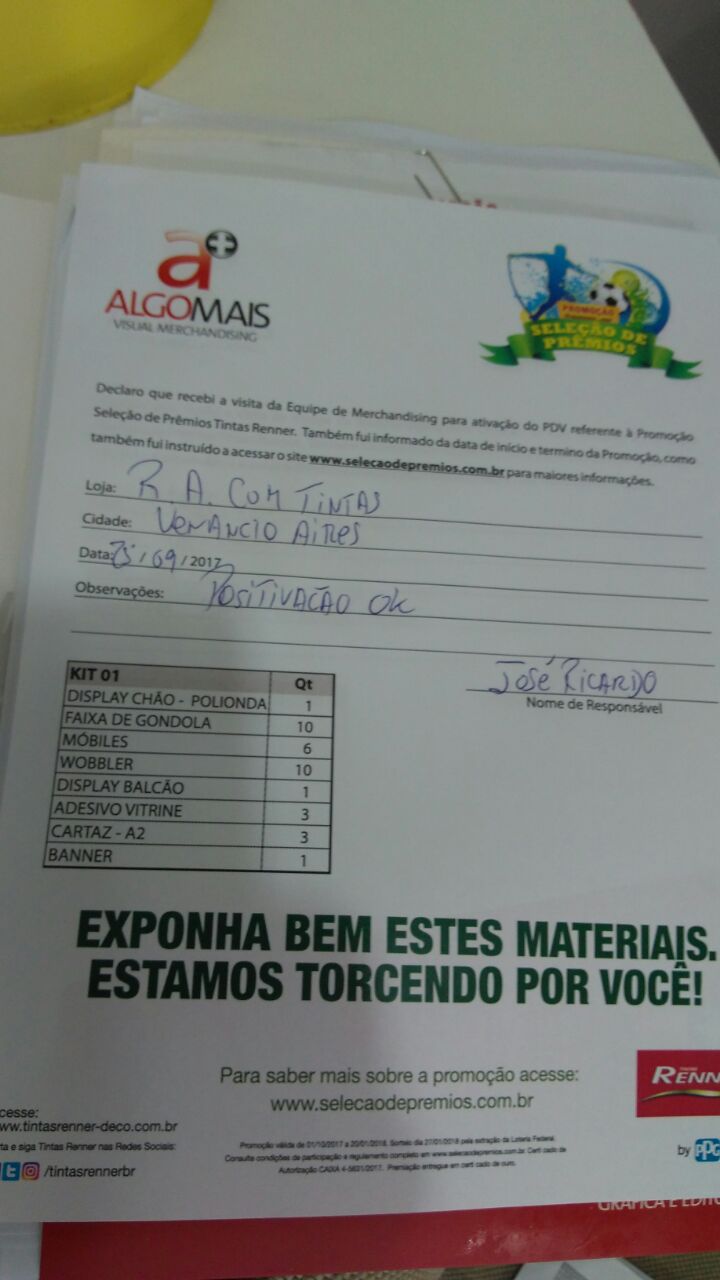 a+
ALGOMAIS
VISUAL MERCHANDISING
PROMOÇÃO
SELEÇÃO DE
PRÊMIOS
Declaro que recebi a visita da Equipe de Merchandising para ativação do PDV referente à Promoção
Seleção de Prêmios Tintas Renner. Também fui informado da data de início e termino da Promoção, como
também fui instruído a acessar o site www.selecaodepremios.com.br para maiores informações.
Loja: R. A. COM TINTAS
Cidade: VENANCIO AIRES
Data: 25/09/2017
Observações: POSITIVAÇÃO OK
JOSÉ RICARDO
Nome de Responsável
KIT 01 Qt
DISPLAY CHÃO - POLIONDA 1
FAIXA DE GONDOLA 10
MÓBILES 6
WOBBLER 10
DISPLAY BALCÃO 1
ADESIVO VITRINE 3
CARTAZ - A2 3
BANNER 1
EXPONHA BEM ESTES MATERIAIS.
ESTAMOS TORCENDO POR VOCÊ!
Para saber mais sobre a promoção acesse:
www.selecaodepremios.com.br
RENN
by PPG
cesse:
ww.tintasrenner-deco.com.br
ta e siga Tintas Renner nas Redes Sociais:
/tintasrennerbr
Promoção válida de 01/10/2017 a 20/01/2018. Sorteio dia 27/01/2018 pela extração da Loteria Federal.
Consulte condições de participação e regulamento completo em www.selecaodepremios.com.br Cert cado de
Autorização CAIXA 4-5631/2017. Premiação entregue em cert cado de ouro.
GRÁFICA E EDITO